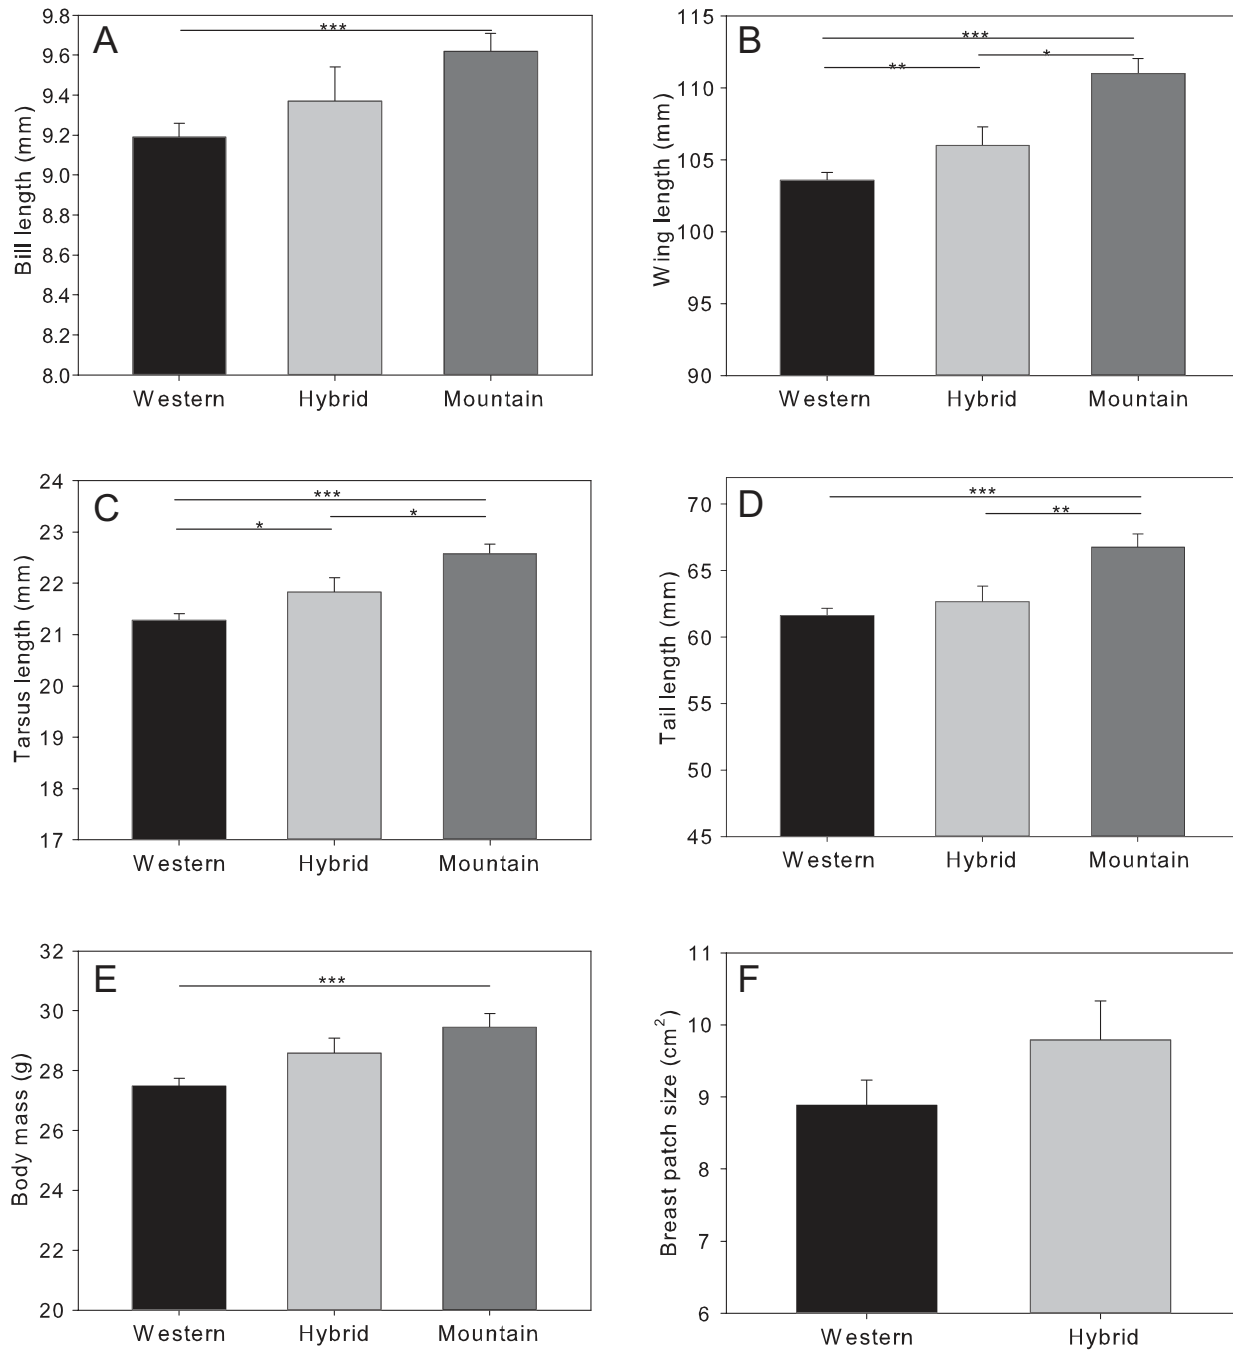 A
Bill length (mm)
9.8
9.6
9.4
9.2
9.0
8.8
8.6
8.4
8.2
8.0
***
Western Hybrid Mountain
B
Wing length (mm)
115
110
105
100
95
90
***
*
**
Western Hybrid Mountain
C
Tarsus length (mm)
24
23
22
21
20
19
18
17
***
*
*
Western Hybrid Mountain
D
Tail length (mm)
70
65
60
55
50
45
***
**
Western Hybrid Mountain
E
Body mass (g)
32
30
28
26
24
22
20
***
Western Hybrid Mountain
F
Breast patch size (cm²)
11
10
9
8
7
6
Western Hybrid